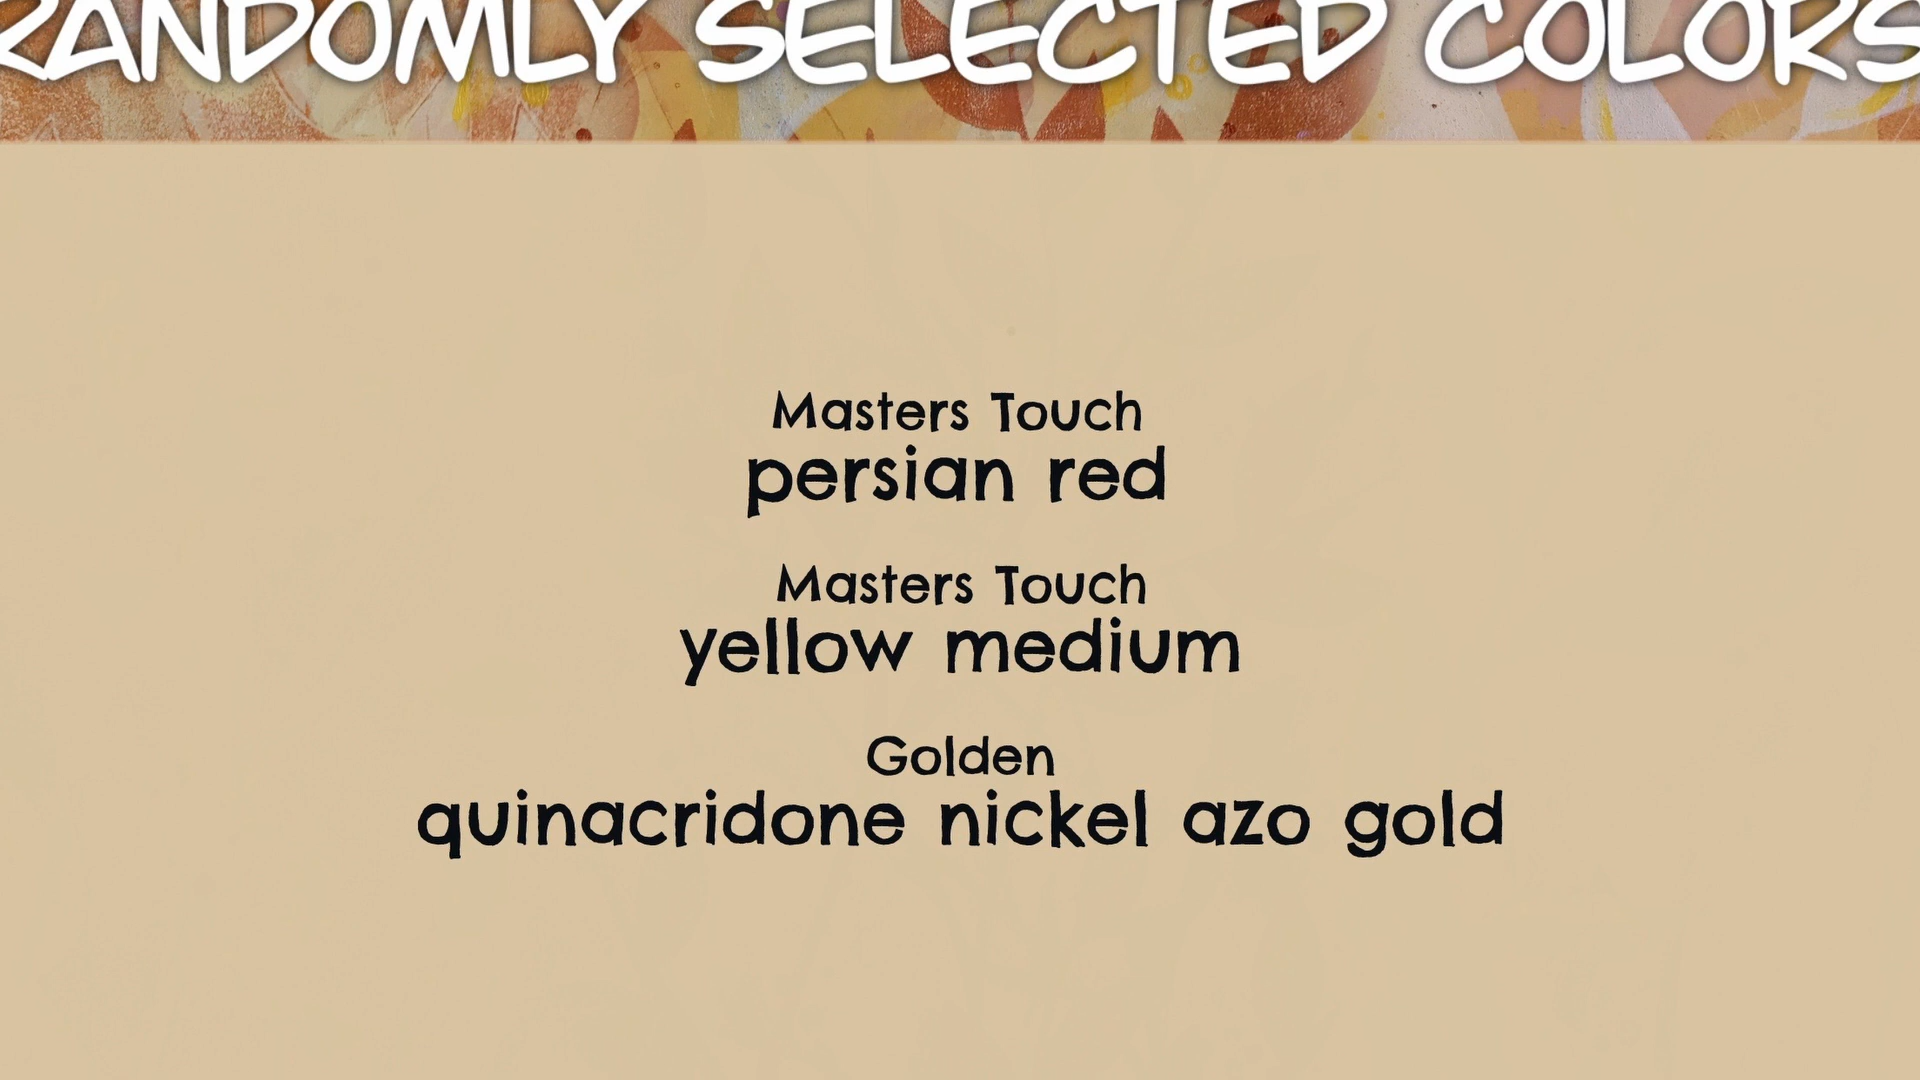 RANDOMLY SELECTED COLORS
Masters Touch
persian red
Masters Touch
yellow medium
Golden
quinacridone nickel azo gold